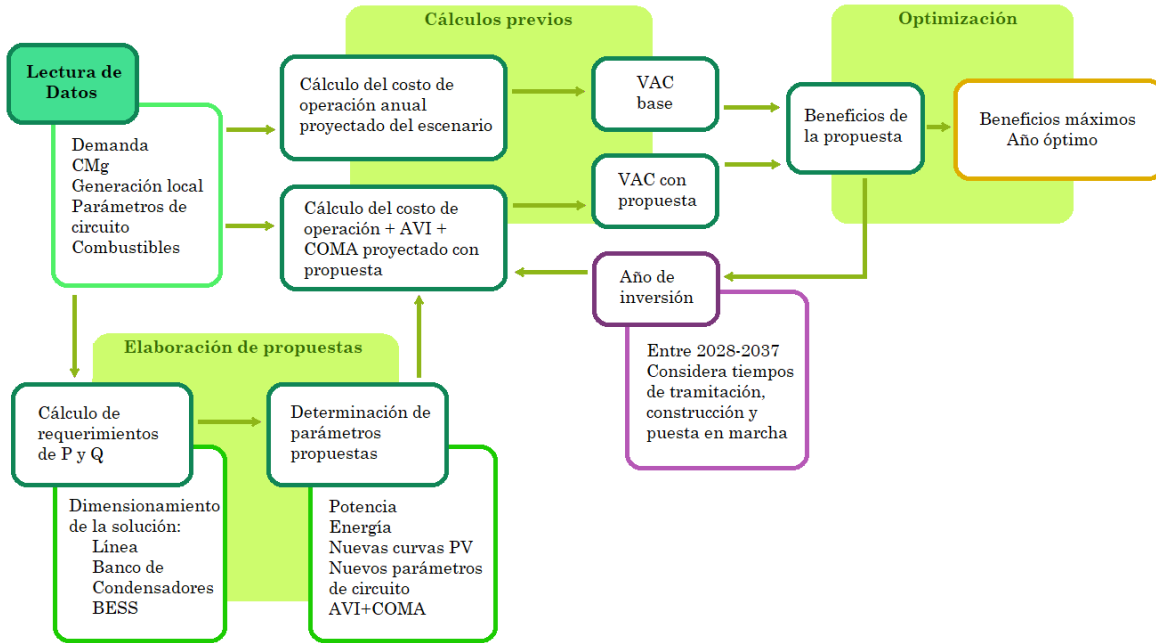 Cálculos previos
Optimización
Lectura de
Datos
Demanda
CMg
Generación local
Parámetros de
circuito
Combustibles
Cálculo del costo de
operación anual
proyectado del escenario
VAC
base
Beneficios de
la propuesta
Beneficios máximos
Año óptimo
Cálculo del costo de
operación + AVI +
COMA proyectado con
propuesta
VAC con
propuesta
Año de
inversión
Entre 2028-2037
Considera tiempos
de tramitación,
construcción y
puesta en marcha
Elaboración de propuestas
Cálculo de
requerimientos
de P y Q
Dimensionamiento
de la solución:
Línea
Banco de
Condensadores
BESS
Determinación de
parámetros
propuestas
Potencia
Energía
Nuevas curvas PV
Nuevos parámetros
de circuito
AVI+COMA